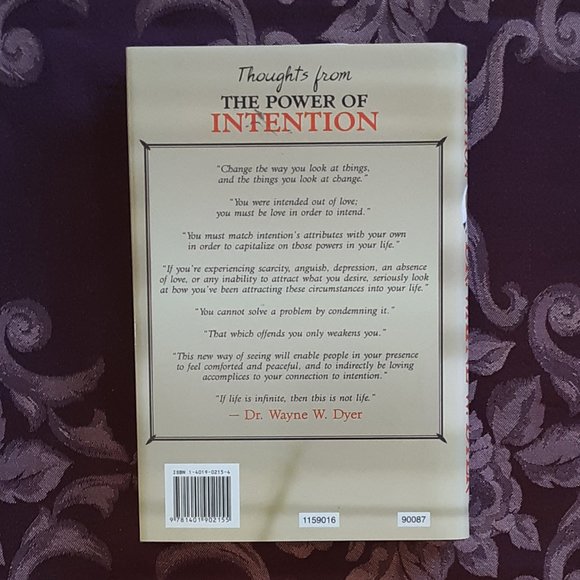 Thoughts from
THE POWER OF
INTENTION
"Change the way you look at things,
and the things you look at change."
"You were intended out of love;
you must be love in order to intend."
"You must match intention's attributes with your own
in order to capitalize on those powers in your life."
"If you're experiencing scarcity, anguish, depression, an absence
of love, or any inability to attract what you desire, seriously look
at how you've been attracting these circumstances into your life."
"You cannot solve a problem by condemning it."
"That which offends you only weakens you."
"This new way of seeing will enable people in your presence
to feel comforted and peaceful, and to indirectly be loving
accomplices to your connection to intention."
"If life is infinite, then this is not life."
— Dr. Wayne W. Dyer
ISBN 1-4019-0215-4
9 781401 902155
1159016
90087